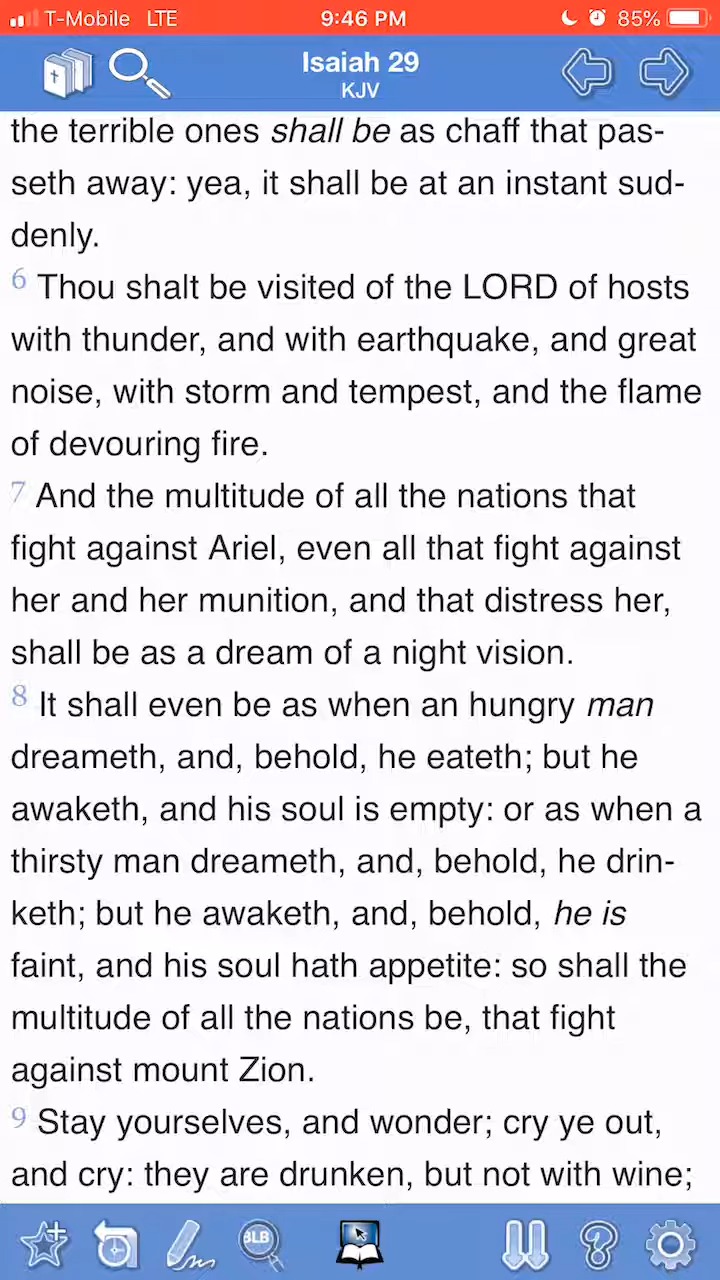 T-Mobile LTE 9:46 PM 85%
Isaiah 29
KJV
the terrible ones shall be as chaff that pas-
seth away: yea, it shall be at an instant sud-
denly.
6 Thou shalt be visited of the LORD of hosts
with thunder, and with earthquake, and great
noise, with storm and tempest, and the flame
of devouring fire.
7 And the multitude of all the nations that
fight against Ariel, even all that fight against
her and her munition, and that distress her,
shall be as a dream of a night vision.
8 It shall even be as when an hungry man
dreameth, and, behold, he eateth; but he
awaketh, and his soul is empty: or as when a
thirsty man dreameth, and, behold, he drin-
keth; but he awaketh, and, behold, he is
faint, and his soul hath appetite: so shall the
multitude of all the nations be, that fight
against mount Zion.
9 Stay yourselves, and wonder; cry ye out,
and cry: they are drunken, but not with wine;
BLB